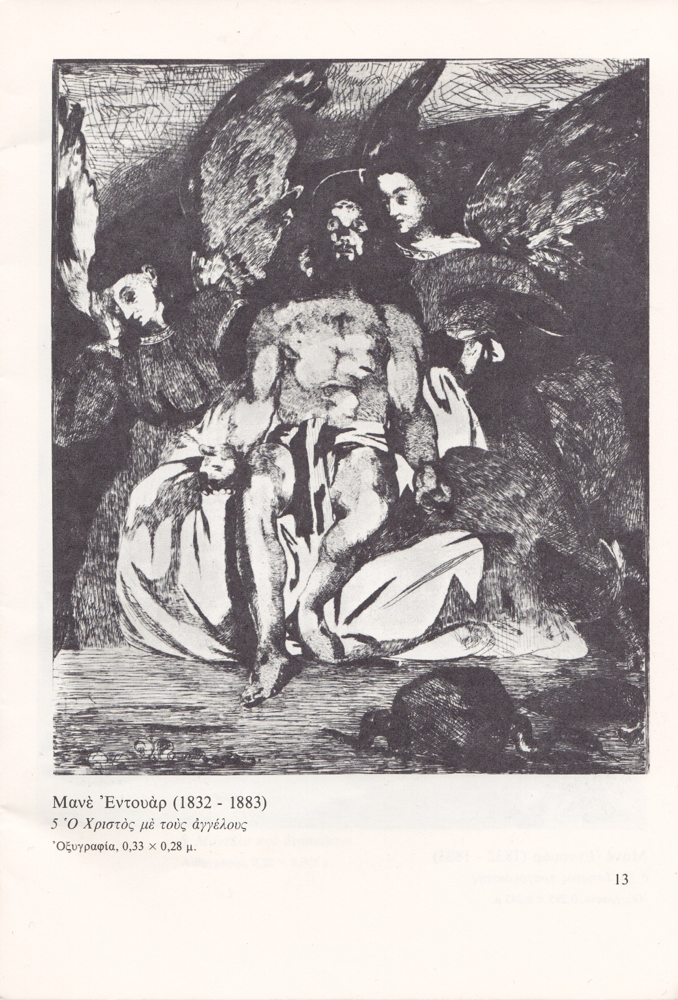 Μανὲ Ἐντουὰρ (1832 - 1883)
5 Ὁ Χριστὸς μὲ τοὺς ἀγγέλους
Ὀξυγραφία, 0,33 × 0,28 μ.
13